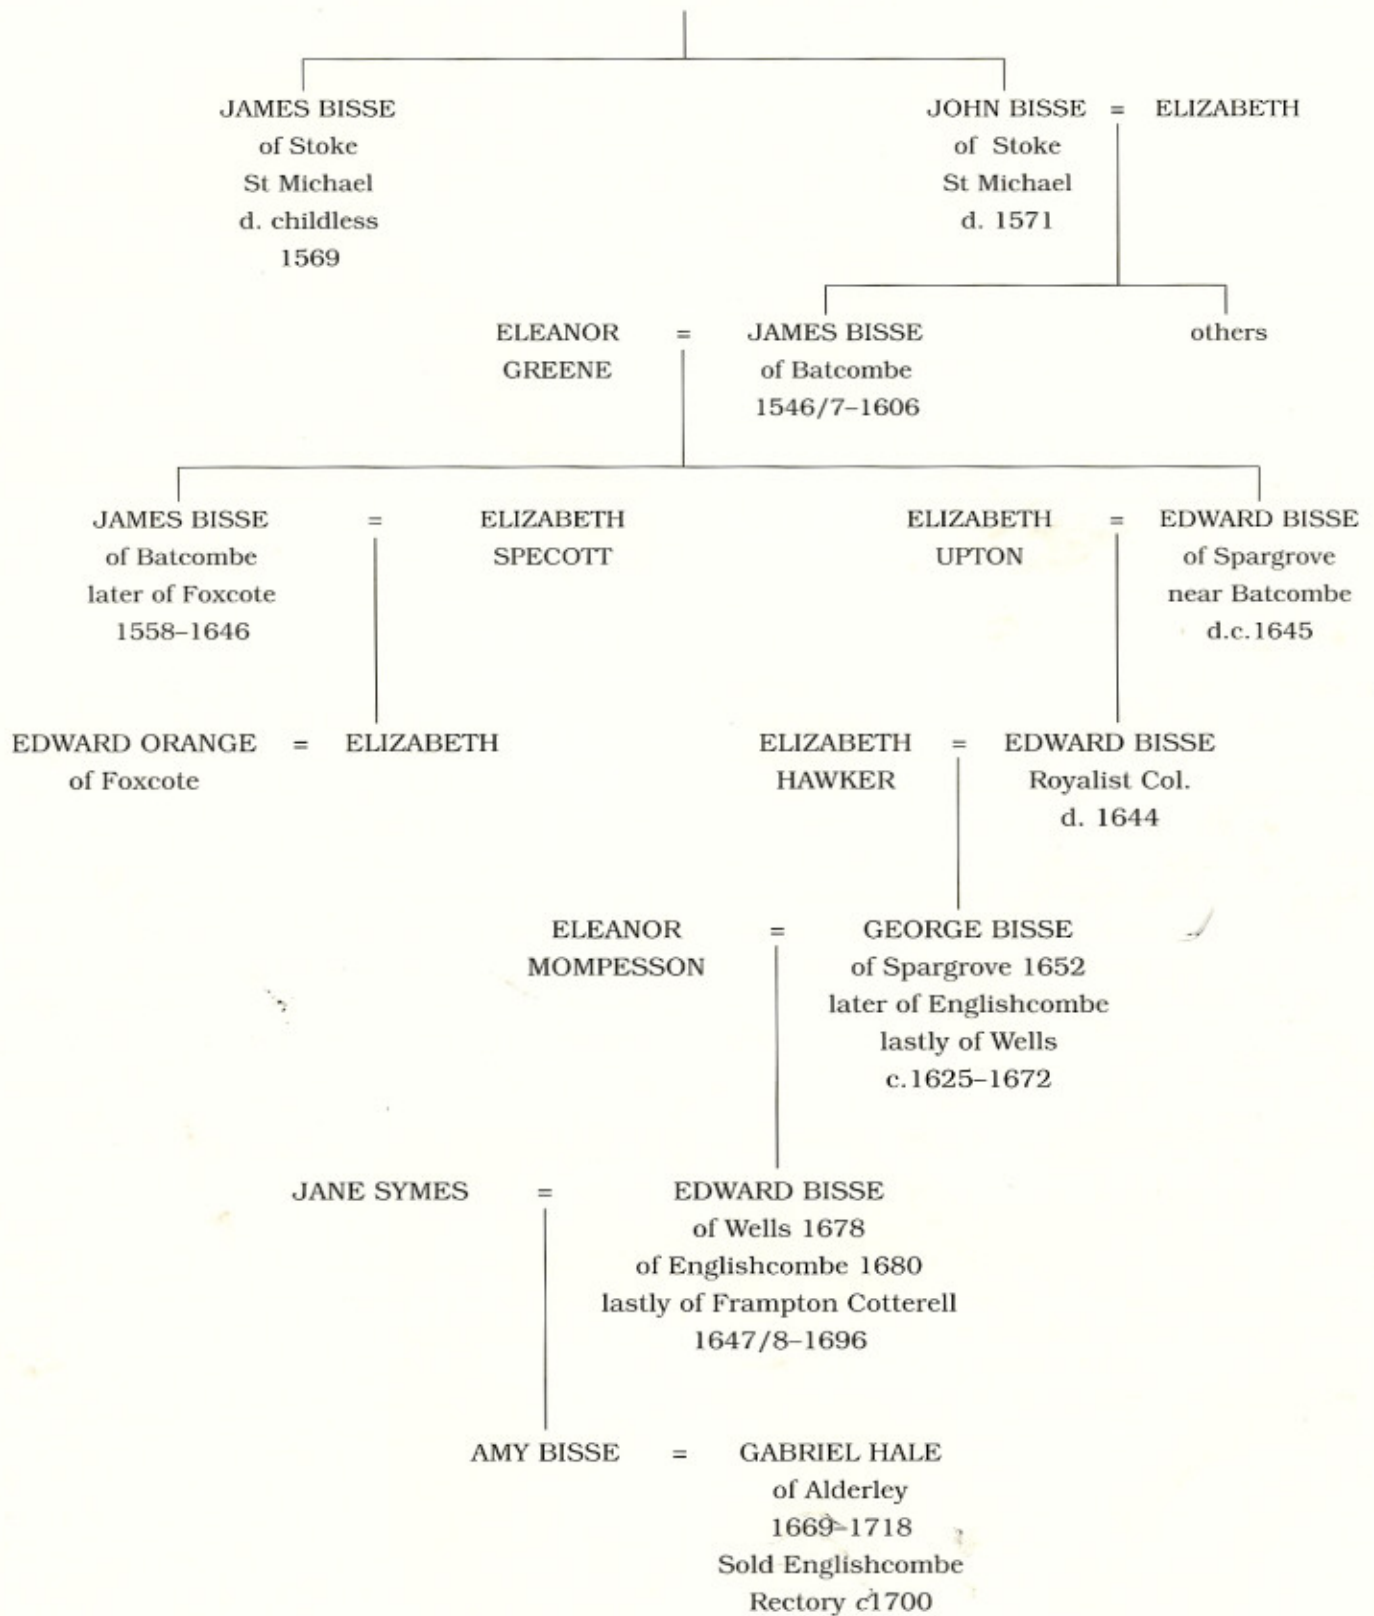 JAMES BISSE
of Stoke
St Michael
d. childless
1569
JOHN BISSE = ELIZABETH
of Stoke
St Michael
d. 1571
ELEANOR = JAMES BISSE
GREENE
of Batcombe
1546/7–1606
others
JAMES BISSE = ELIZABETH
of Batcombe
SPECOTT
later of Foxcote
1558–1646
ELIZABETH = EDWARD BISSE
UPTON
of Spargrove
near Batcombe
d.c.1645
EDWARD ORANGE = ELIZABETH
of Foxcote
ELIZABETH = EDWARD BISSE
HAWKER
Royalist Col.
d. 1644
ELEANOR = GEORGE BISSE
MOMPESSON
of Spargrove 1652
later of Englishcombe
lastly of Wells
c.1625–1672
JANE SYMES = EDWARD BISSE
of Wells 1678
of Englishcombe 1680
lastly of Frampton Cotterell
1647/8–1696
AMY BISSE = GABRIEL HALE
of Alderley
1669–1718
Sold Englishcombe
Rectory c1700